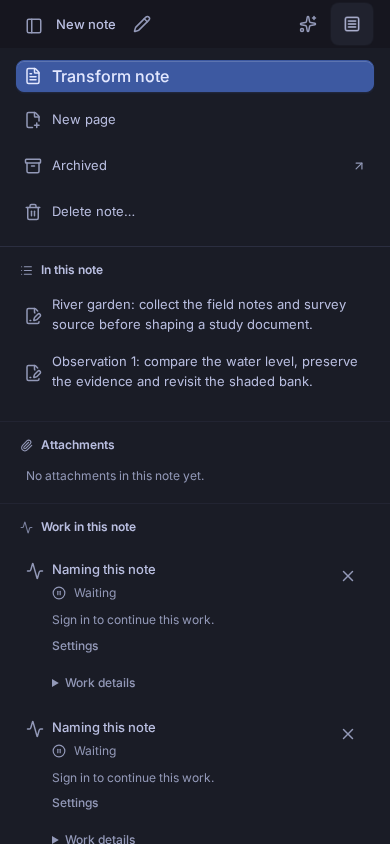 New note
Transform note
New page
Archived
Delete note...
In this note
River garden: collect the field notes and survey
source before shaping a study document.
Observation 1: compare the water level, preserve
the evidence and revisit the shaded bank.
Attachments
No attachments in this note yet.
Work in this note
Naming this note
Waiting
Sign in to continue this work.
Settings
Work details
Naming this note
Waiting
Sign in to continue this work.
Settings
Work details